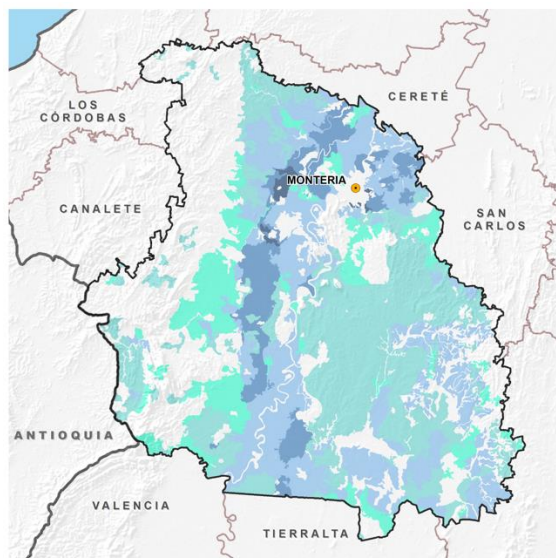 LOS
CÓRDOBAS
CERETÉ
MONTERIA
CANALETE
SAN
CARLOS
ANTIOQUIA
VALENCIA
TIERRALTA